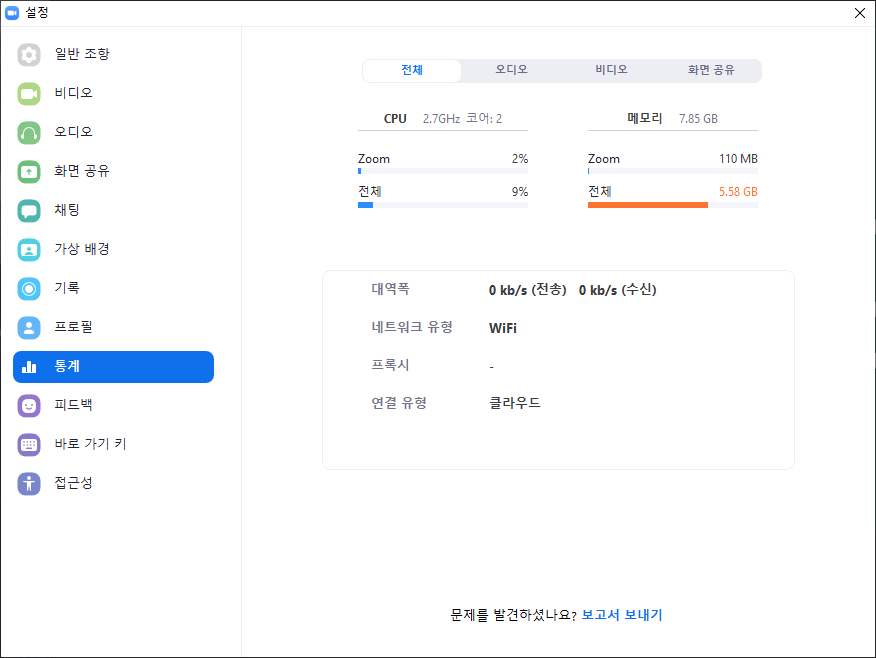 설정
일반 조항
비디오
오디오
화면 공유
채팅
가상 배경
기록
프로필
통계
피드백
바로 가기 키
접근성
전체 오디오 비디오 화면 공유
CPU 2.7GHz 코어: 2
Zoom 2%
전체 9%
메모리 7.85 GB
Zoom 110 MB
전체 5.58 GB
대역폭 0 kb/s (전송) 0 kb/s (수신)
네트워크 유형 WiFi
프록시 -
연결 유형 클라우드
문제를 발견하셨나요? 보고서 보내기